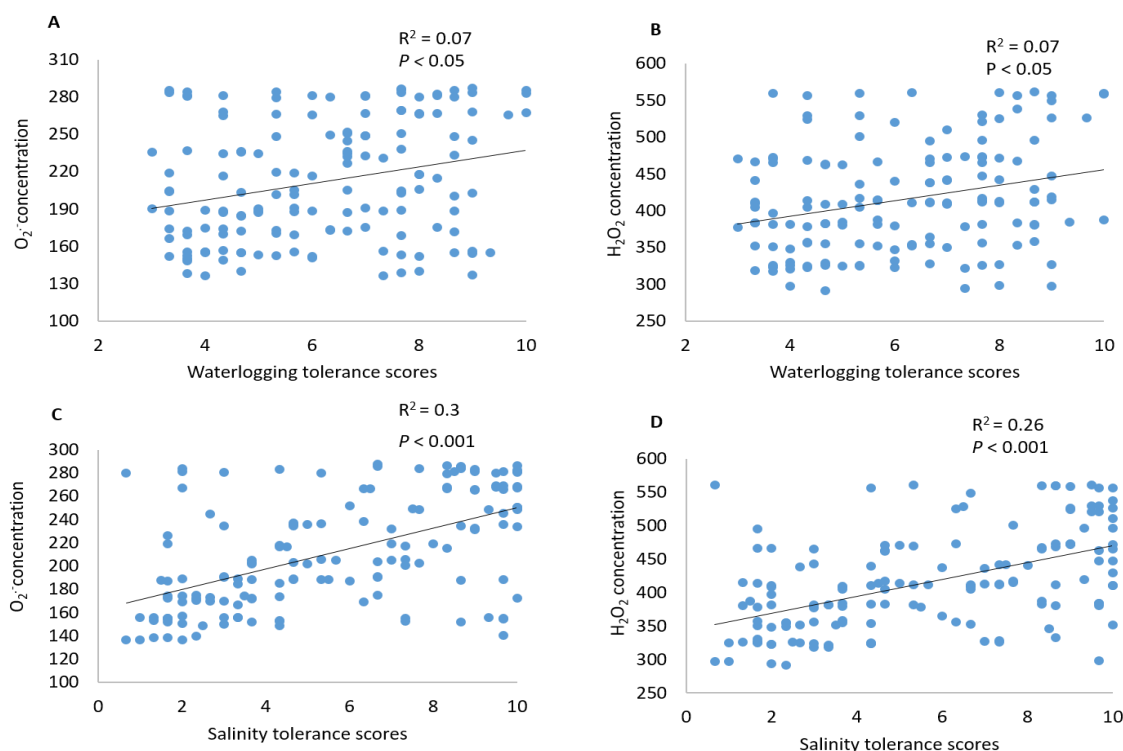 A
R² = 0.07
P < 0.05
310
280
250
220
190
160
130
100
O₂·⁻concentration
2
4
6
8
10
Waterlogging tolerance scores
B
R² = 0.07
P < 0.05
600
550
500
450
400
350
300
250
H₂O₂ concentration
2
4
6
8
10
Waterlogging tolerance scores
C
R² = 0.3
P < 0.001
300
280
260
240
220
200
180
160
140
120
100
O₂·⁻concentration
0
2
4
6
8
10
Salinity tolerance scores
D
R² = 0.26
P < 0.001
600
550
500
450
400
350
300
250
H₂O₂ concentration
0
2
4
6
8
10
Salinity tolerance scores